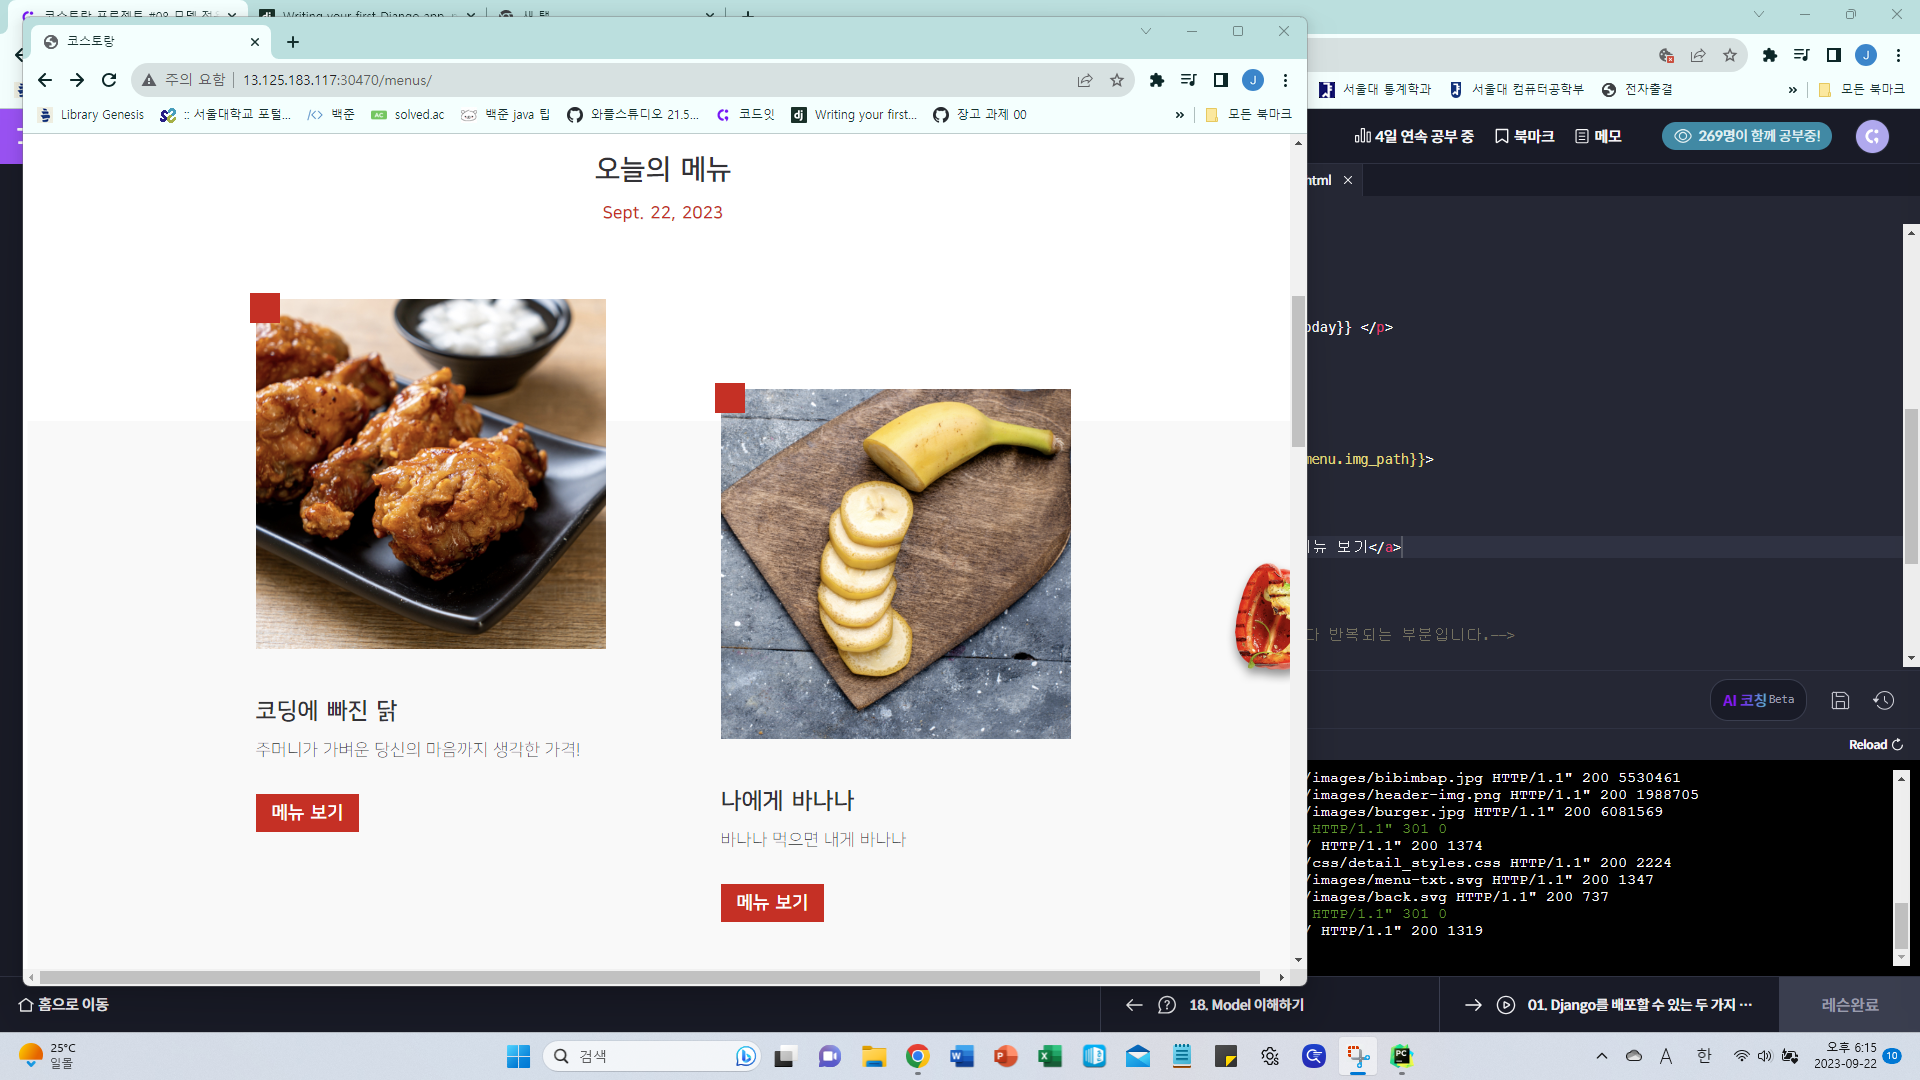 코스토랑 프로젝트 #08 모델 적용
Writing your first Django app,
새 탭
코스토랑
주의 요함
13.125.183.117:30470/menus/
J
J
Library Genesis
:: 서울대학교 포털...
백준
solved.ac
백준 java 팁
와플스튜디오 21.5...
코드잇
Writing your first...
장고 과제 00
»
모든 북마크
서울대 통계학과
서울대 컴퓨터공학부
전자출결
»
모든 북마크
4일 연속 공부 중
북마크
메모
269명이 함께 공부중!
html
오늘의 메뉴
Sept. 22, 2023
코딩에 빠진 닭
주머니가 가벼운 당신의 마음까지 생각한 가격!
메뉴 보기
나에게 바나나
바나나 먹으면 내게 바나나
메뉴 보기
oday}} </p>
menu.img_path}}>
메뉴 보기</a>
다 반복되는 부분입니다.-->
AI 코칭 Beta
Reload
/images/bibimbap.jpg HTTP/1.1" 200 5530461
/images/header-img.png HTTP/1.1" 200 1988705
/images/burger.jpg HTTP/1.1" 200 6081569
HTTP/1.1" 301 0
/ HTTP/1.1" 200 1374
/css/detail_styles.css HTTP/1.1" 200 2224
/images/menu-txt.svg HTTP/1.1" 200 1347
/images/back.svg HTTP/1.1" 200 737
HTTP/1.1" 301 0
/ HTTP/1.1" 200 1319
홈으로 이동
18. Model 이해하기
01. Django를 배포할 수 있는 두 가지 ⋯
레슨완료
25°C
일몰
검색
A
한
오후 6:15
2023-09-22
10